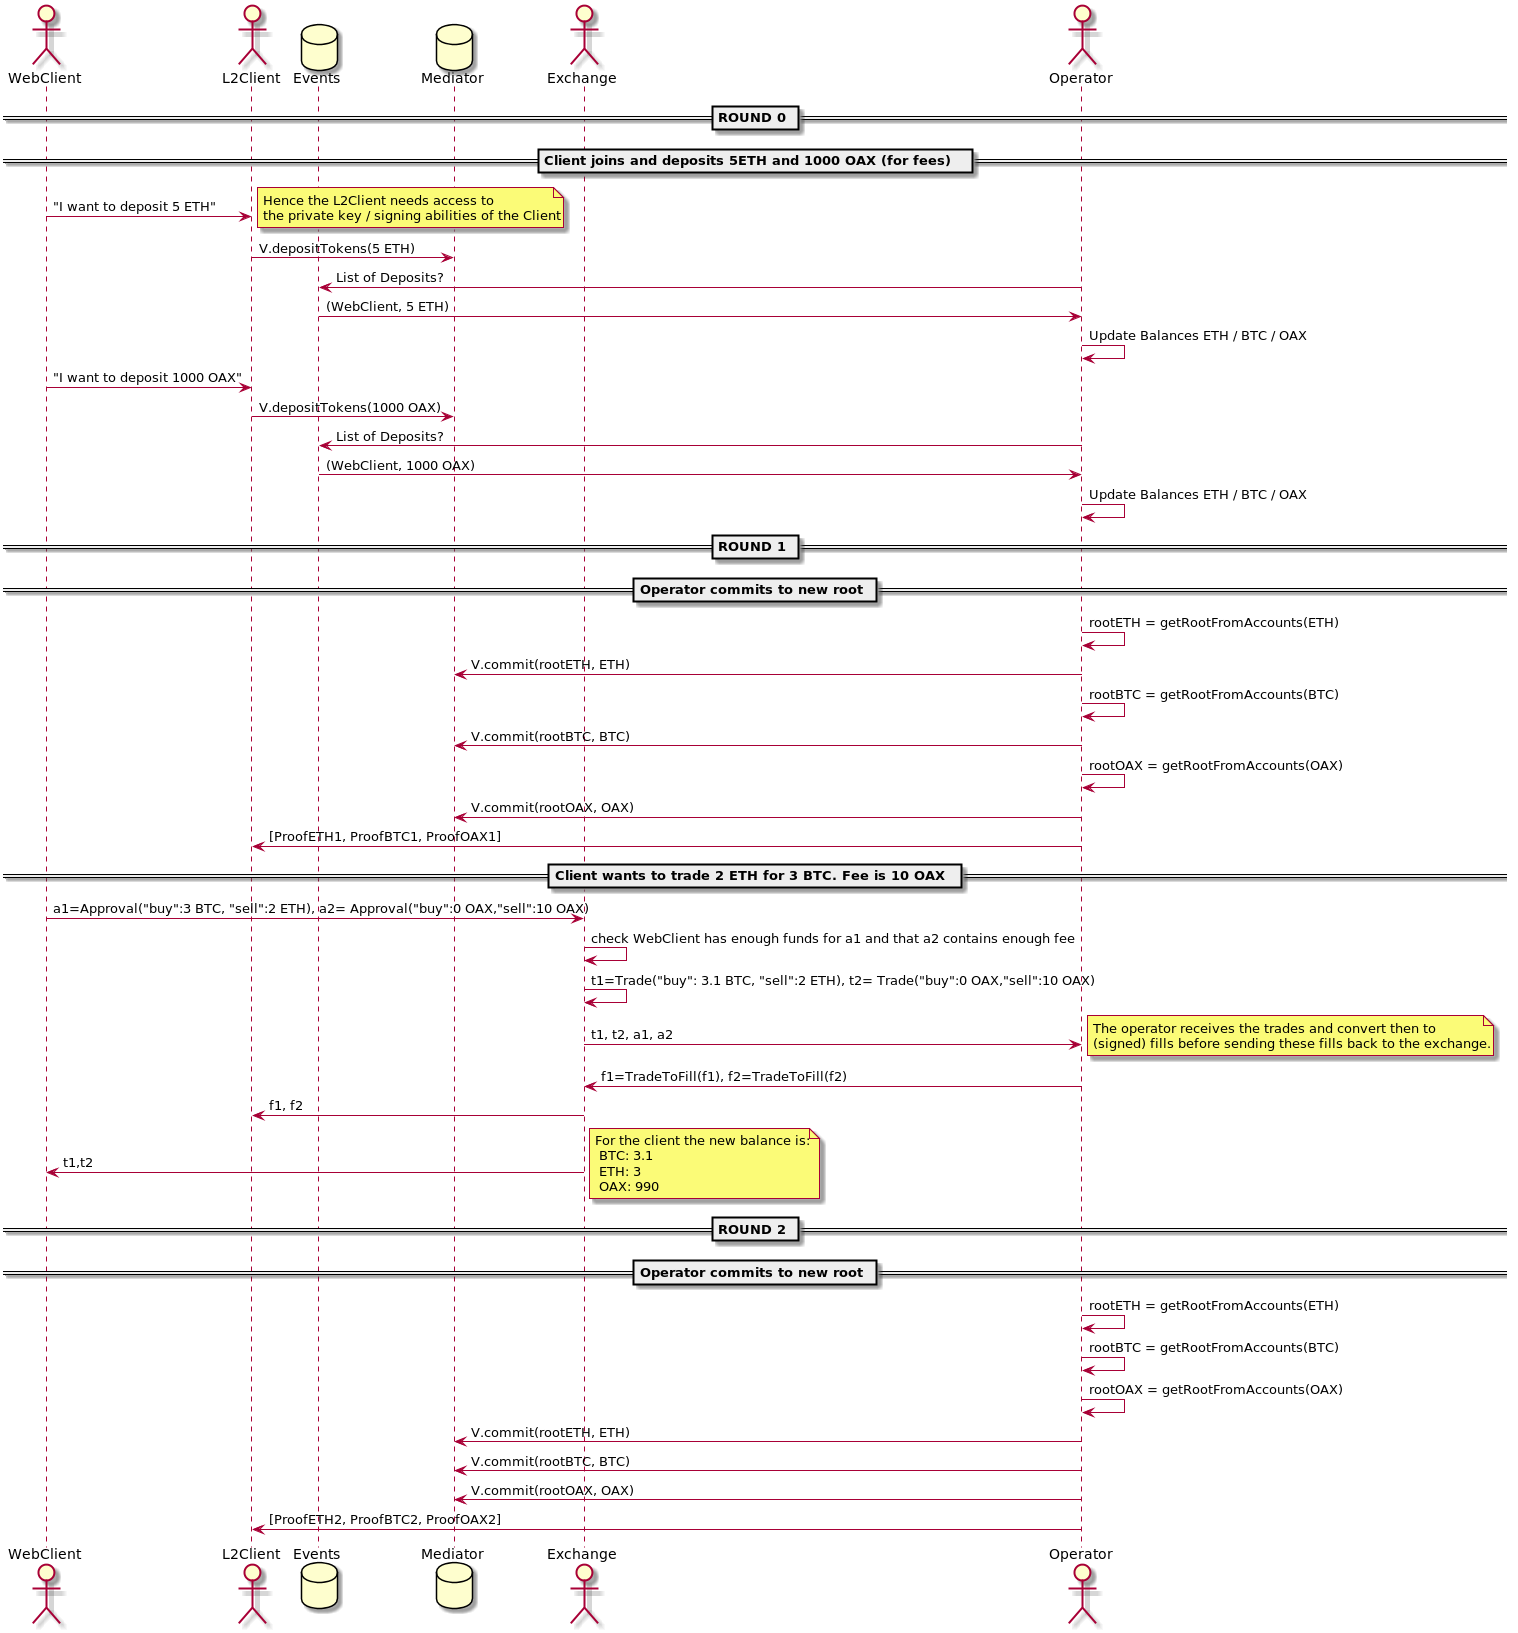 WebClient L2Client Events Mediator Exchange Operator
ROUND 0
Client joins and deposits 5ETH and 1000 OAX (for fees)
"I want to deposit 5 ETH"
Hence the L2Client needs access to
the private key / signing abilities of the Client
V.depositTokens(5 ETH)
List of Deposits?
(WebClient, 5 ETH)
Update Balances ETH / BTC / OAX
"I want to deposit 1000 OAX"
V.depositTokens(1000 OAX)
List of Deposits?
(WebClient, 1000 OAX)
Update Balances ETH / BTC / OAX
ROUND 1
Operator commits to new root
rootETH = getRootFromAccounts(ETH)
V.commit(rootETH, ETH)
rootBTC = getRootFromAccounts(BTC)
V.commit(rootBTC, BTC)
rootOAX = getRootFromAccounts(OAX)
V.commit(rootOAX, OAX)
[ProofETH1, ProofBTC1, ProofOAX1]
Client wants to trade 2 ETH for 3 BTC. Fee is 10 OAX
a1=Approval("buy":3 BTC, "sell":2 ETH), a2= Approval("buy":0 OAX,"sell":10 OAX)
check WebClient has enough funds for a1 and that a2 contains enough fee
t1=Trade("buy": 3.1 BTC, "sell":2 ETH), t2= Trade("buy":0 OAX,"sell":10 OAX)
t1, t2, a1, a2
The operator receives the trades and convert then to
(signed) fills before sending these fills back to the exchange.
f1=TradeToFill(f1), f2=TradeToFill(f2)
f1, f2
t1,t2
For the client the new balance is:
BTC: 3.1
ETH: 3
OAX: 990
ROUND 2
Operator commits to new root
rootETH = getRootFromAccounts(ETH)
rootBTC = getRootFromAccounts(BTC)
rootOAX = getRootFromAccounts(OAX)
V.commit(rootETH, ETH)
V.commit(rootBTC, BTC)
V.commit(rootOAX, OAX)
[ProofETH2, ProofBTC2, ProofOAX2]
WebClient L2Client Events Mediator Exchange Operator